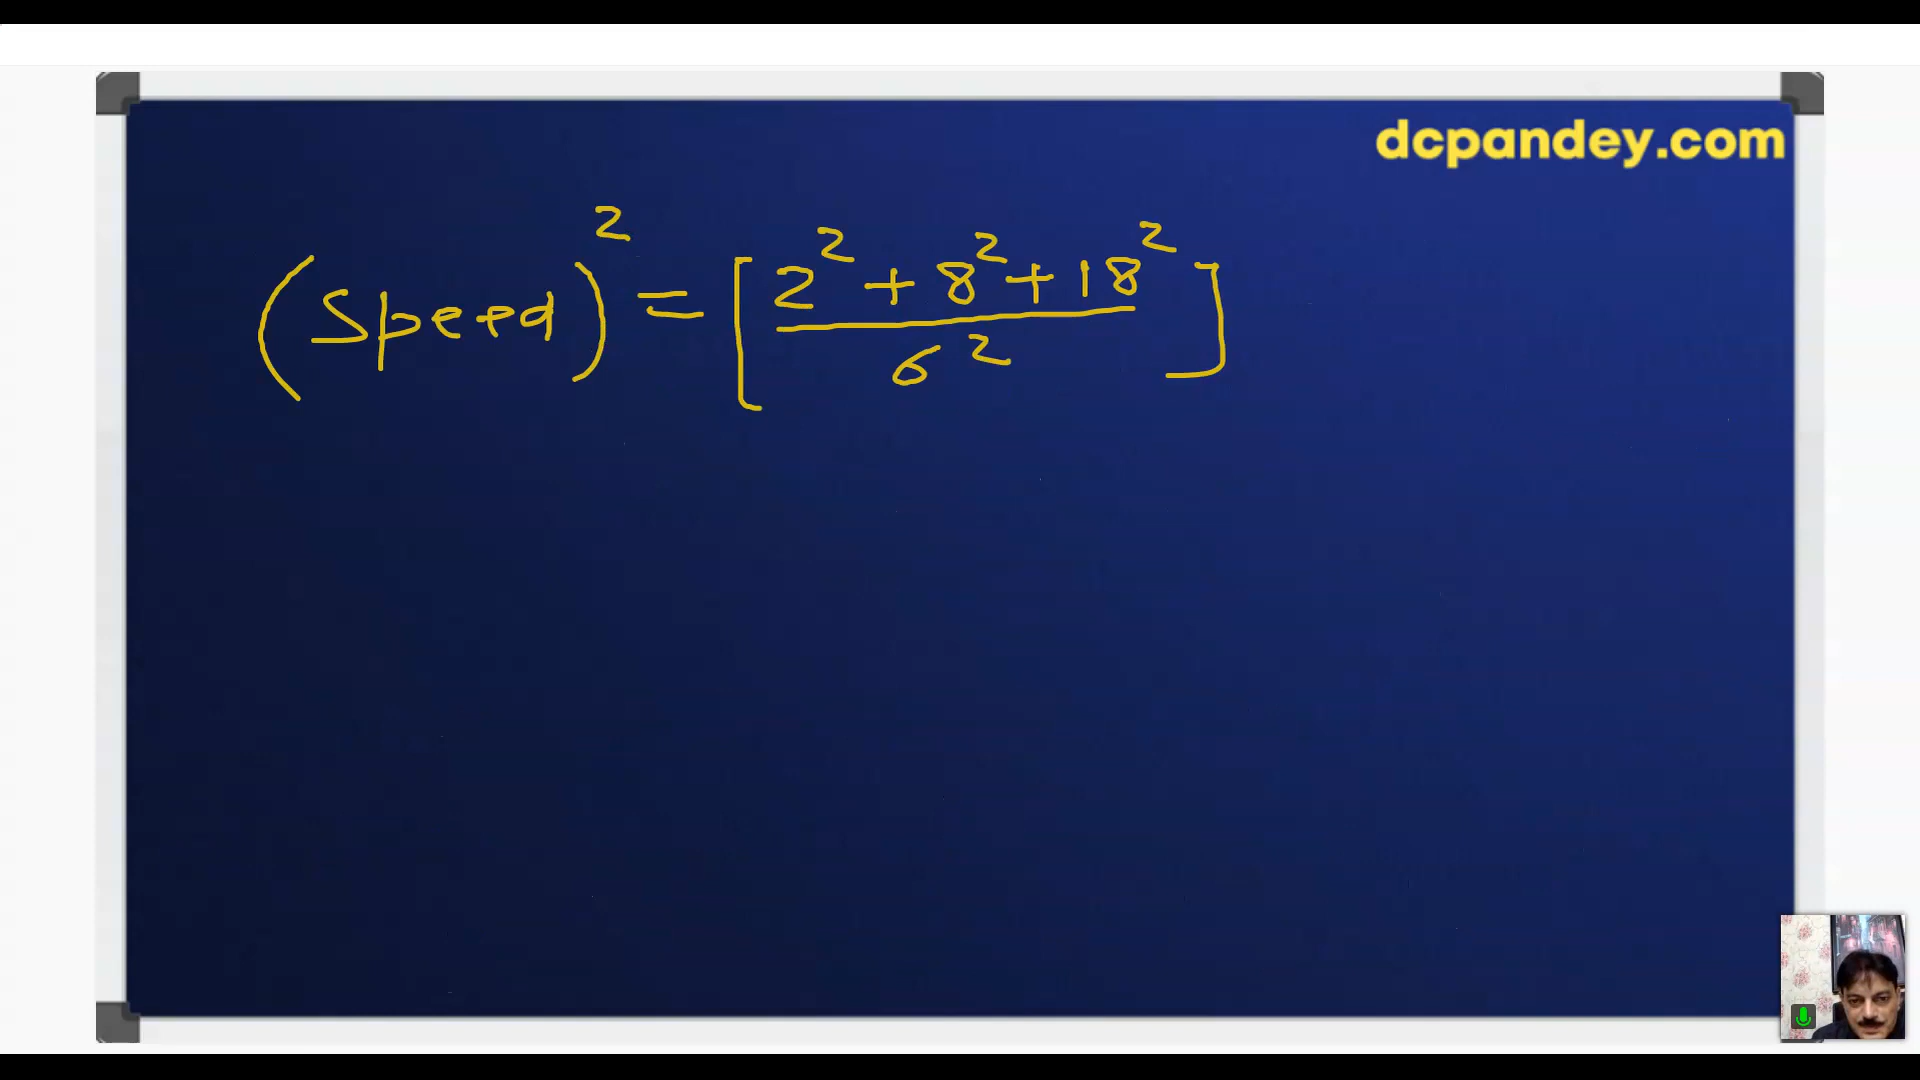 dcpandey.com
(Speed)² = [2² + 8² + 18² / 6²]